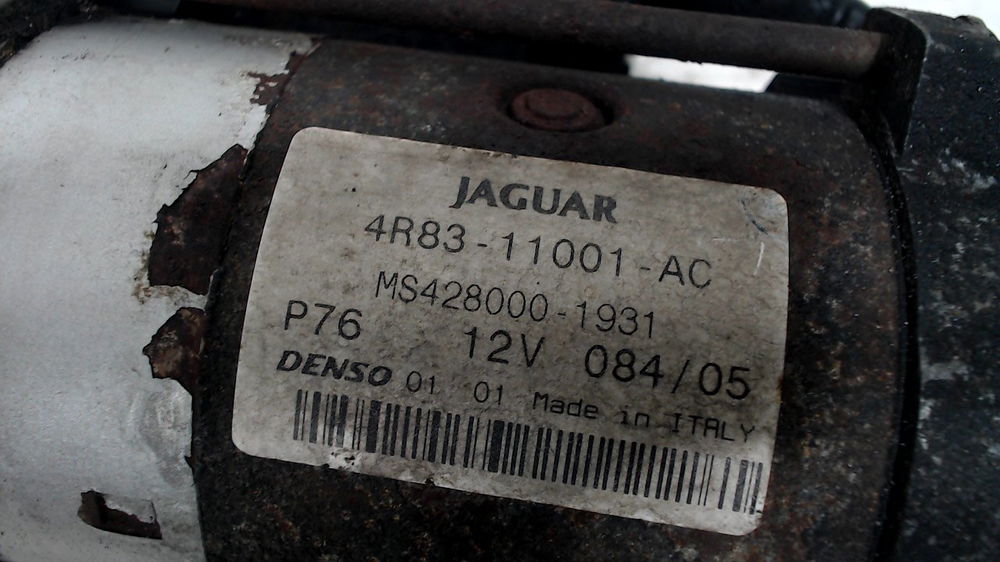 JAGUAR
4R83-11001-AC
MS428000-1931
P76 12V 084/05
DENSO 01 01 Made in ITALY